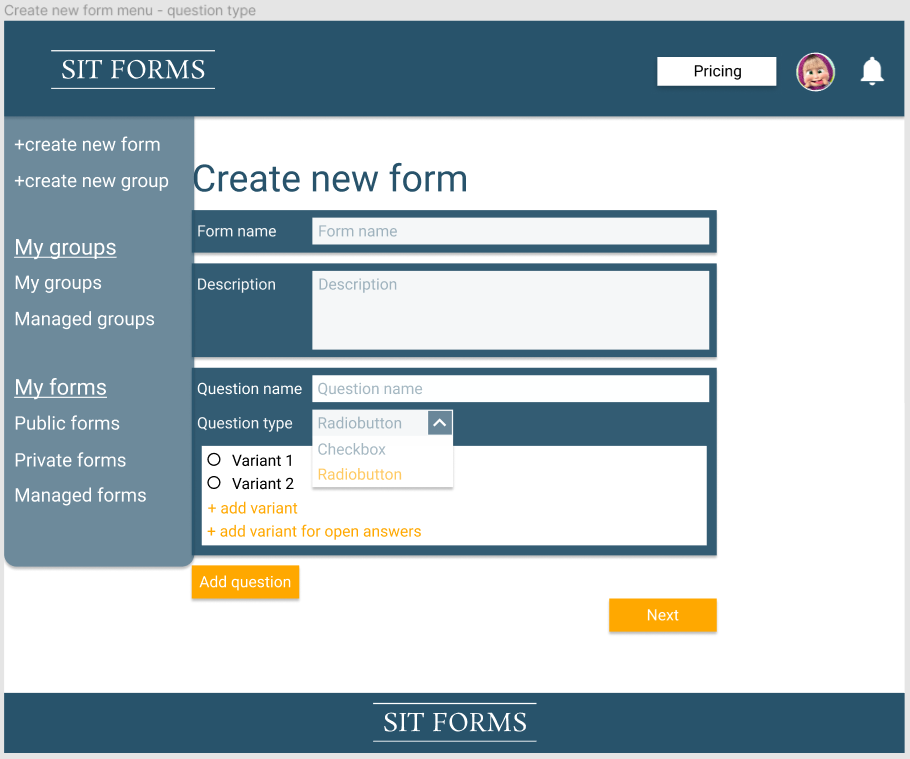 Create new form menu - question type
SIT FORMS
Pricing
+create new form
+create new group
My groups
My groups
Managed groups
My forms
Public forms
Private forms
Managed forms
Create new form
Form name Form name
Description Description
Question name Question name
Question type Radiobutton
Checkbox
Radiobutton
Variant 1
Variant 2
+ add variant
+ add variant for open answers
Add question
Next
SIT FORMS